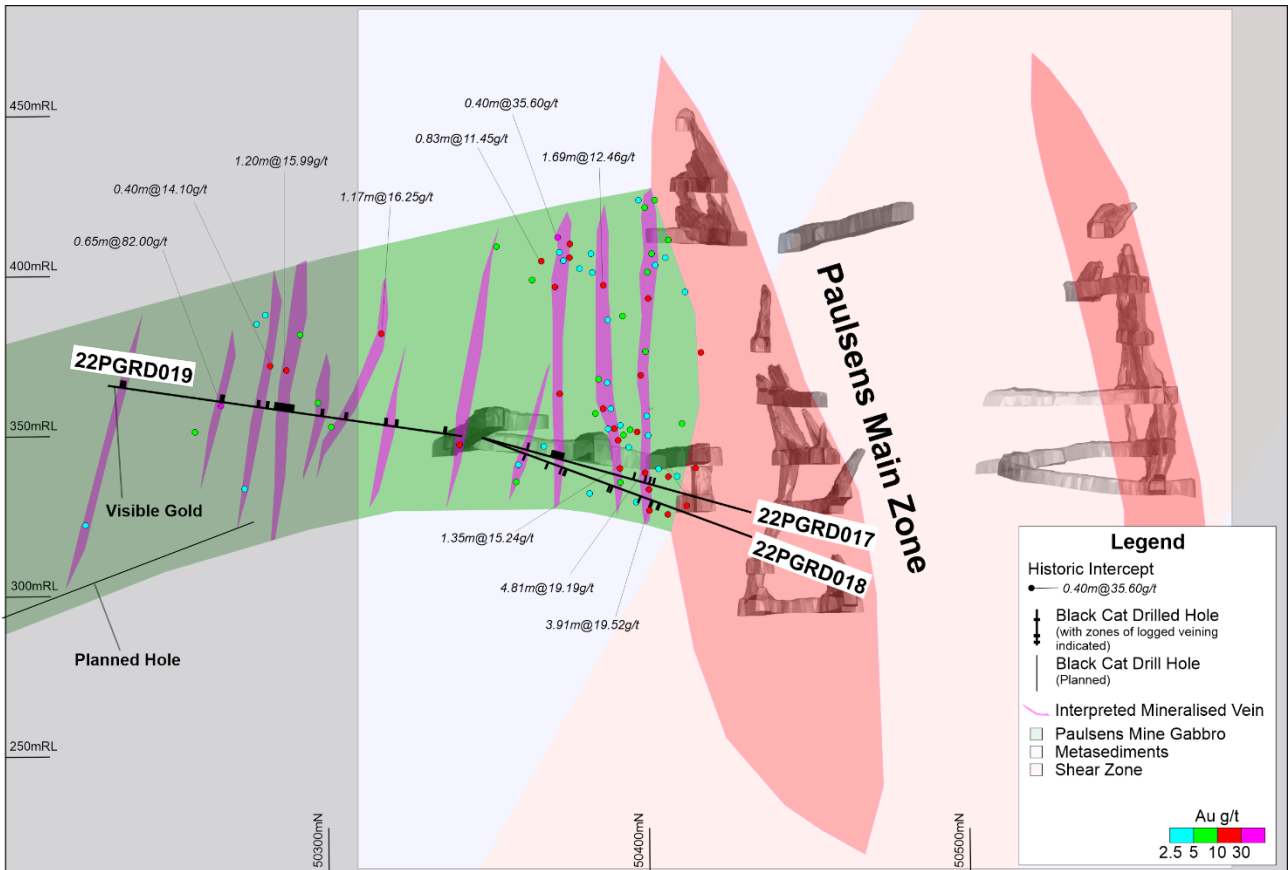 450mRL
400mRL
350mRL
300mRL
250mRL
0.40m@35.60g/t
0.83m@11.45g/t
1.69m@12.46g/t
1.20m@15.99g/t
0.40m@14.10g/t
1.17m@16.25g/t
0.65m@82.00g/t
22PGRD019
Paulsens Main Zone
Visible Gold
22PGRD017
22PGRD018
1.35m@15.24g/t
4.81m@19.19g/t
3.91m@19.52g/t
Planned Hole
50300mN
50400mN
50500mN
Legend
Historic Intercept
0.40m@35.60g/t
Black Cat Drilled Hole
(with zones of logged veining
indicated)
Black Cat Drill Hole
(Planned)
Interpreted Mineralised Vein
Paulsens Mine Gabbro
Metasediments
Shear Zone
Au g/t
2.5 5 10 30